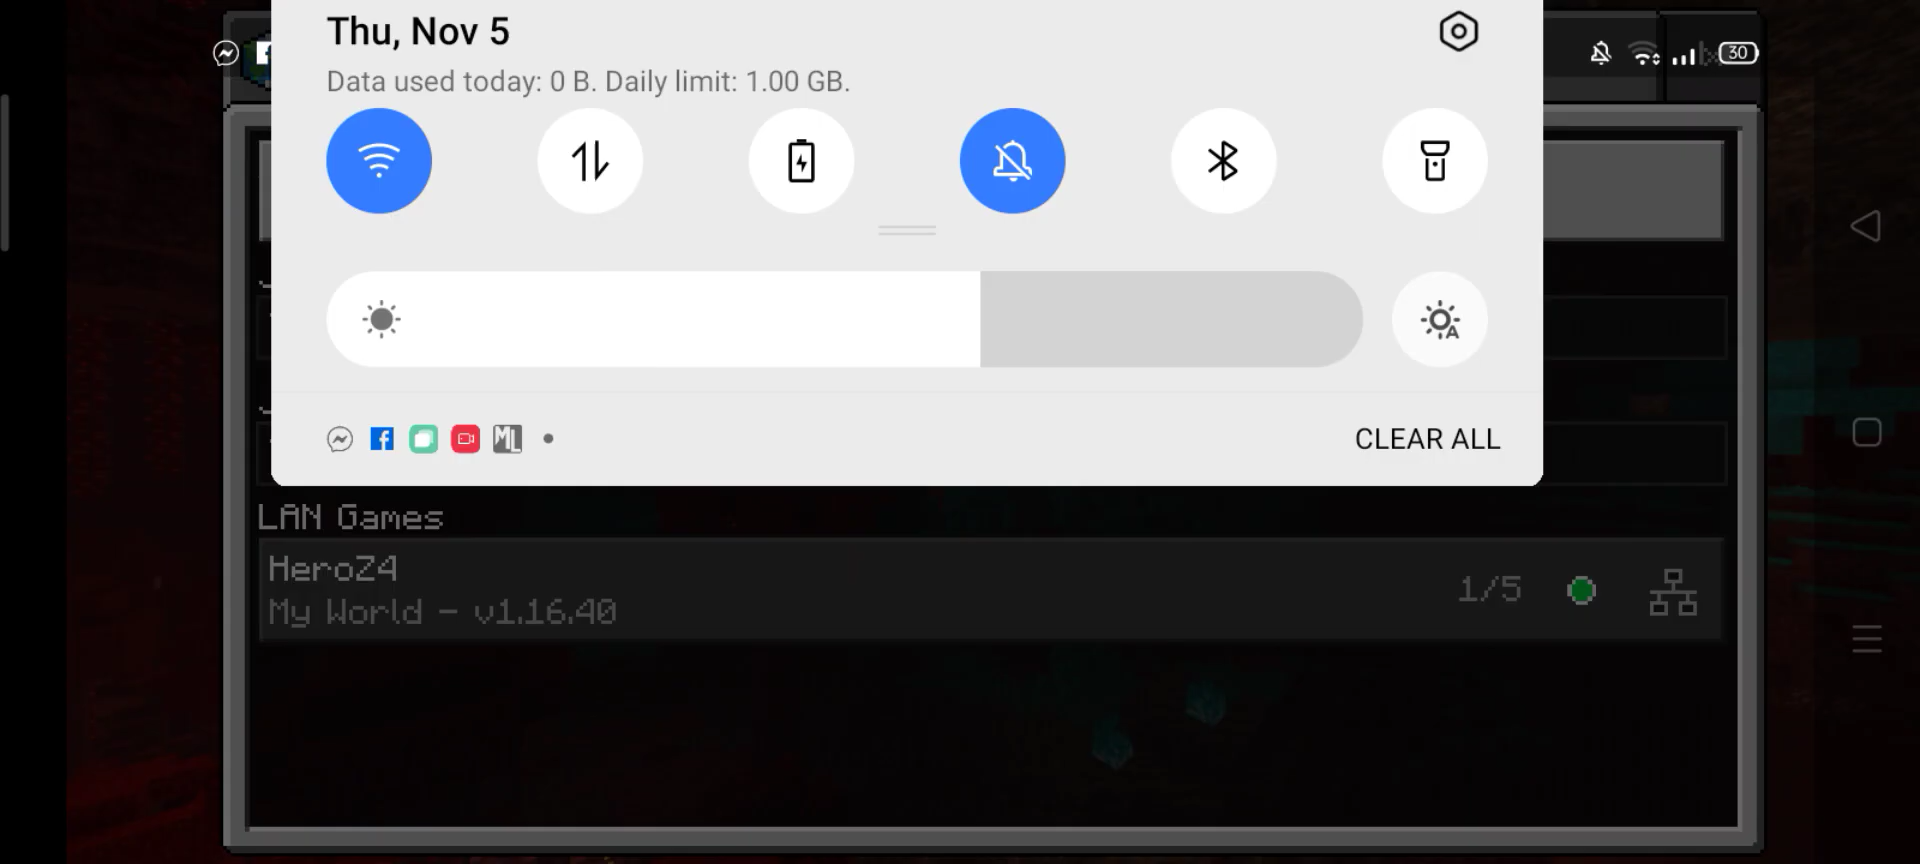 Thu, Nov 5
Data used today: 0 B. Daily limit: 1.00 GB.
30
CLEAR ALL
LAN Games
HeroZ4
My World - v1.16.40
1/5